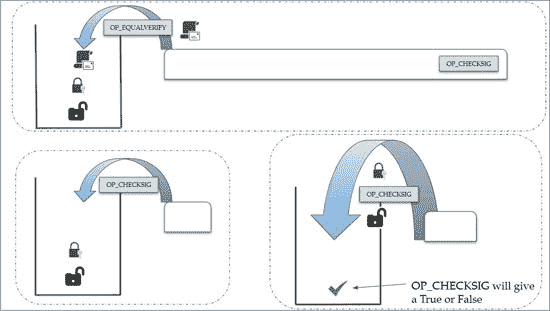 OP_EQUALVERIFY
OP_CHECKSIG
OP_CHECKSIG
OP_CHECKSIG
OP_CHECKSIG will give
a True or False